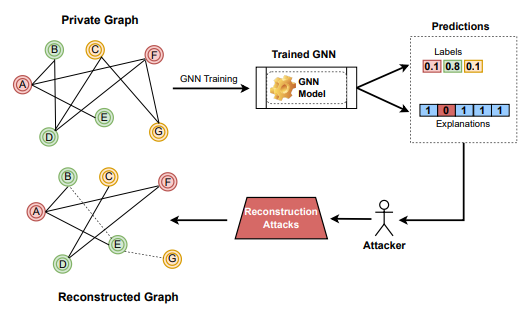 Private Graph
Predictions
B
C
F
A
E
D
G
GNN Training
Trained GNN
GNN
Model
Labels
0.1 0.8 0.1
1 0 1 1 1
Explanations
B
C
F
A
E
D
G
Reconstruction
Attacks
Attacker
Reconstructed Graph